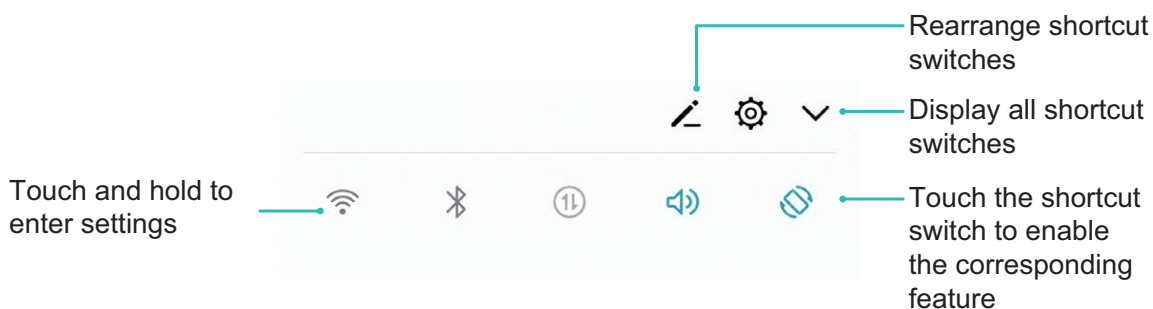 Rearrange shortcut
switches
Display all shortcut
switches
Touch and hold to
enter settings
Touch the shortcut
switch to enable
the corresponding
feature